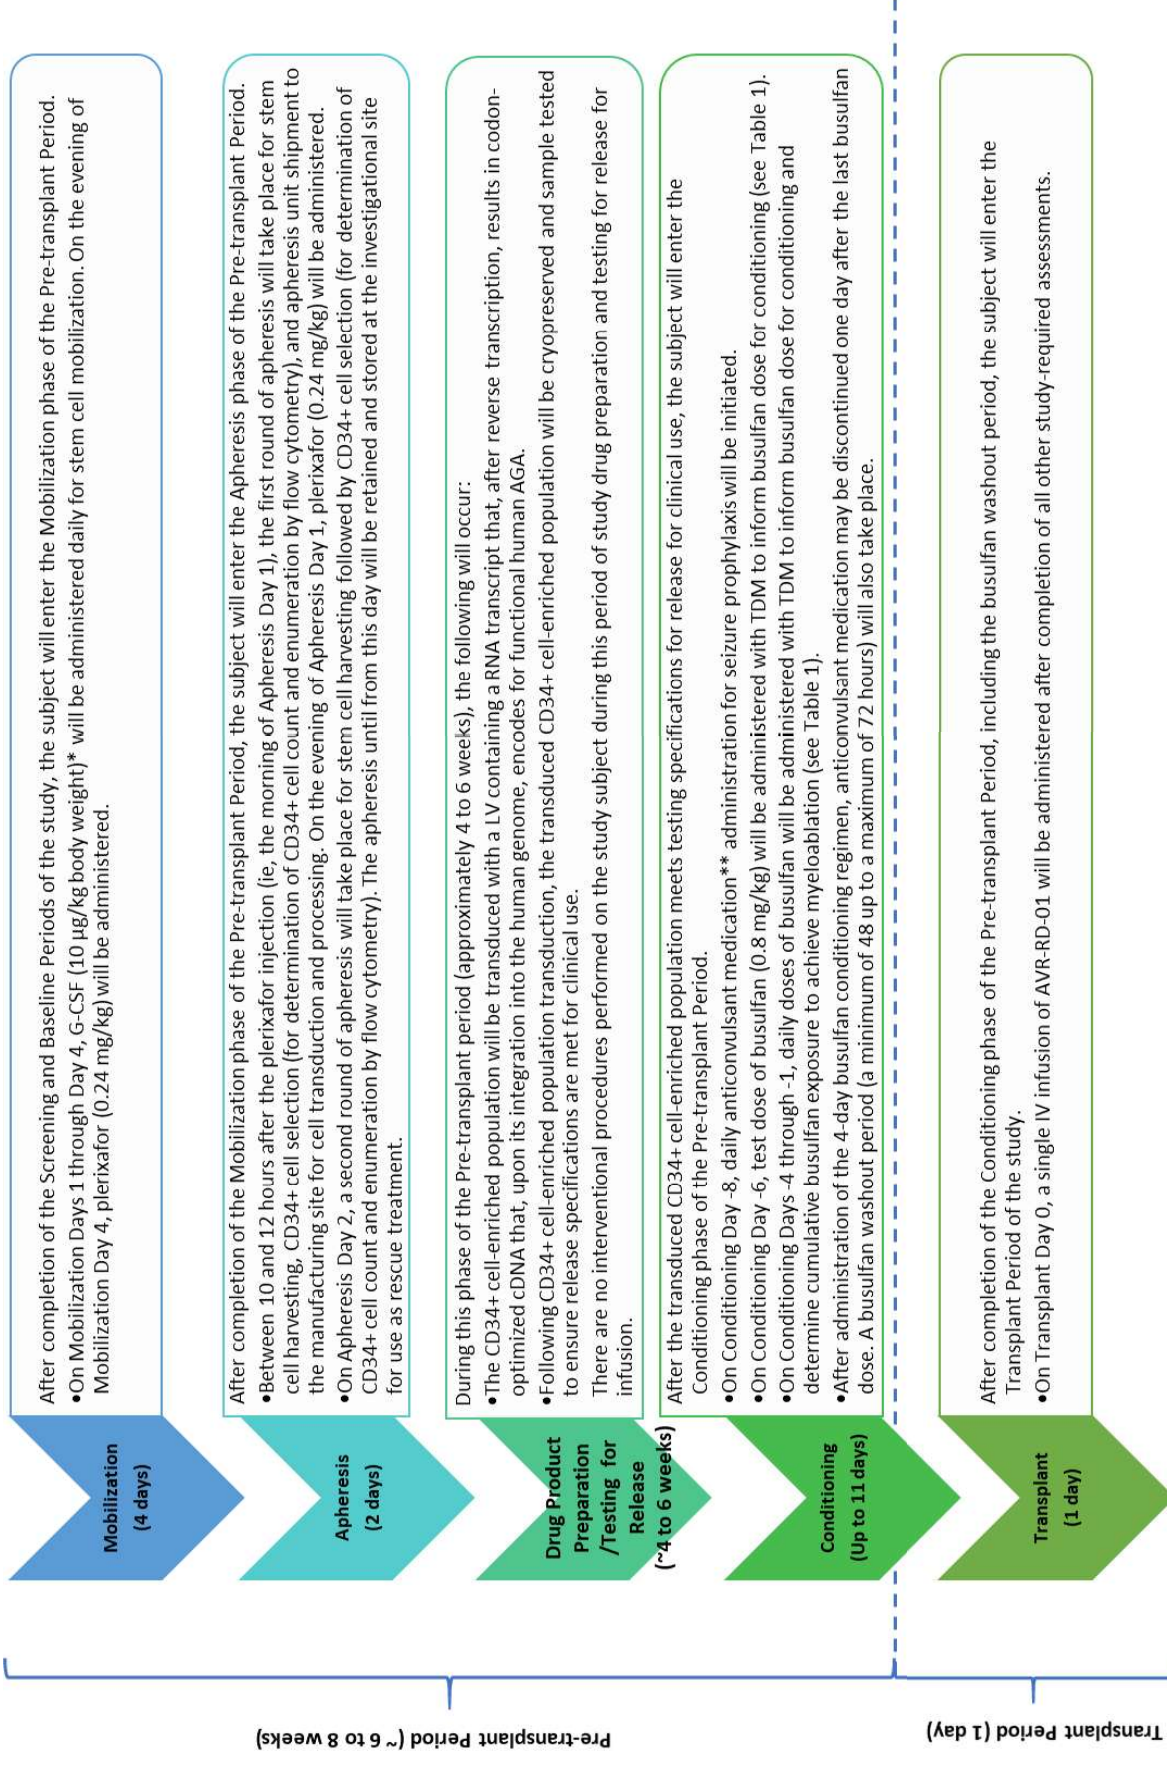 Pre-transplant Period (~ 6 to 8 weeks)
Mobilization
(4 days)
After completion of the Screening and Baseline Periods of the study, the subject will enter the Mobilization phase of the Pre-transplant Period.
•On Mobilization Days 1 through Day 4, G-CSF (10 µg/kg body weight)* will be administered daily for stem cell mobilization. On the evening of
Mobilization Day 4, plerixafor (0.24 mg/kg) will be administered.
Apheresis
(2 days)
After completion of the Mobilization phase of the Pre-transplant Period, the subject will enter the Apheresis phase of the Pre-transplant Period.
•Between 10 and 12 hours after the plerixafor injection (ie, the morning of Apheresis Day 1), the first round of apheresis will take place for stem
cell harvesting, CD34+ cell selection (for determination of CD34+ cell count and enumeration by flow cytometry), and apheresis unit shipment to
the manufacturing site for cell transduction and processing. On the evening of Apheresis Day 1, plerixafor (0.24 mg/kg) will be administered.
•On Apheresis Day 2, a second round of apheresis will take place for stem cell harvesting followed by CD34+ cell selection (for determination of
CD34+ cell count and enumeration by flow cytometry). The apheresis until from this day will be retained and stored at the investigational site
for use as rescue treatment.
Drug Product
Preparation
/Testing for
Release
(~4 to 6 weeks)
During this phase of the Pre-transplant period (approximately 4 to 6 weeks), the following will occur:
•The CD34+ cell-enriched population will be transduced with a LV containing a RNA transcript that, after reverse transcription, results in codon-
optimized cDNA that, upon its integration into the human genome, encodes for functional human AGA.
•Following CD34+ cell-enriched population transduction, the transduced CD34+ cell-enriched population will be cryopreserved and sample tested
to ensure release specifications are met for clinical use.
There are no interventional procedures performed on the study subject during this period of study drug preparation and testing for release for
infusion.
Conditioning
(Up to 11 days)
After the transduced CD34+ cell-enriched population meets testing specifications for release for clinical use, the subject will enter the
Conditioning phase of the Pre-transplant Period.
•On Conditioning Day -8, daily anticonvulsant medication** administration for seizure prophylaxis will be initiated.
•On Conditioning Day -6, test dose of busulfan (0.8 mg/kg) will be administered with TDM to inform busulfan dose for conditioning (see Table 1).
•On Conditioning Days -4 through -1, daily doses of busulfan will be administered with TDM to inform busulfan dose for conditioning and
determine cumulative busulfan exposure to achieve myeloablation (see Table 1).
•After administration of the 4-day busulfan conditioning regimen, anticonvulsant medication may be discontinued one day after the last busulfan
dose. A busulfan washout period (a minimum of 48 up to a maximum of 72 hours) will also take place.
Transplant Period (1 day)
Transplant
(1 day)
After completion of the Conditioning phase of the Pre-transplant Period, including the busulfan washout period, the subject will enter the
Transplant Period of the study.
•On Transplant Day 0, a single IV infusion of AVR-RD-01 will be administered after completion of all other study-required assessments.